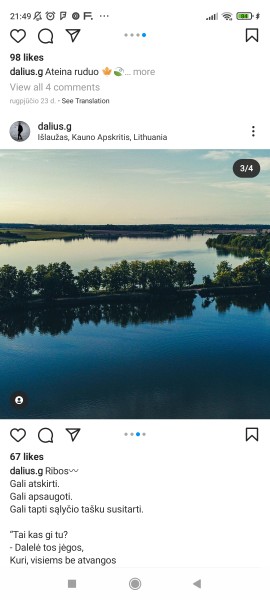 21:49
84
98 likes
dalius.g Ateina ruduo 🍁🍃... more
View all 4 comments
rugpjūčio 23 d. · See Translation
dalius.g
Išlaužas, Kauno Apskritis, Lithuania
3/4
67 likes
dalius.g Ribos〰
Gali atskirti.
Gali apsaugoti.
Gali tapti sąlyčio tašku susitarti.
"Tai kas gi tu?
- Dalelė tos jėgos,
Kuri, visiems be atvangos